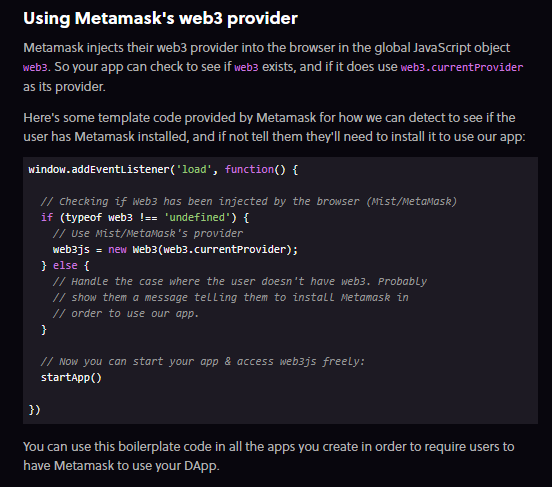 Using Metamask's web3 provider
Metamask injects their web3 provider into the browser in the global JavaScript object
web3. So your app can check to see if web3 exists, and if it does use web3.currentProvider
as its provider.
Here's some template code provided by Metamask for how we can detect to see if the
user has Metamask installed, and if not tell them they'll need to install it to use our app:
window.addEventListener('load', function() {
  // Checking if Web3 has been injected by the browser (Mist/MetaMask)
  if (typeof web3 !== 'undefined') {
    // Use Mist/MetaMask's provider
    web3js = new Web3(web3.currentProvider);
  } else {
    // Handle the case where the user doesn't have web3. Probably
    // show them a message telling them to install Metamask in
    // order to use our app.
  }
  // Now you can start your app & access web3js freely:
  startApp()
})
You can use this boilerplate code in all the apps you create in order to require users to
have Metamask to use your DApp.